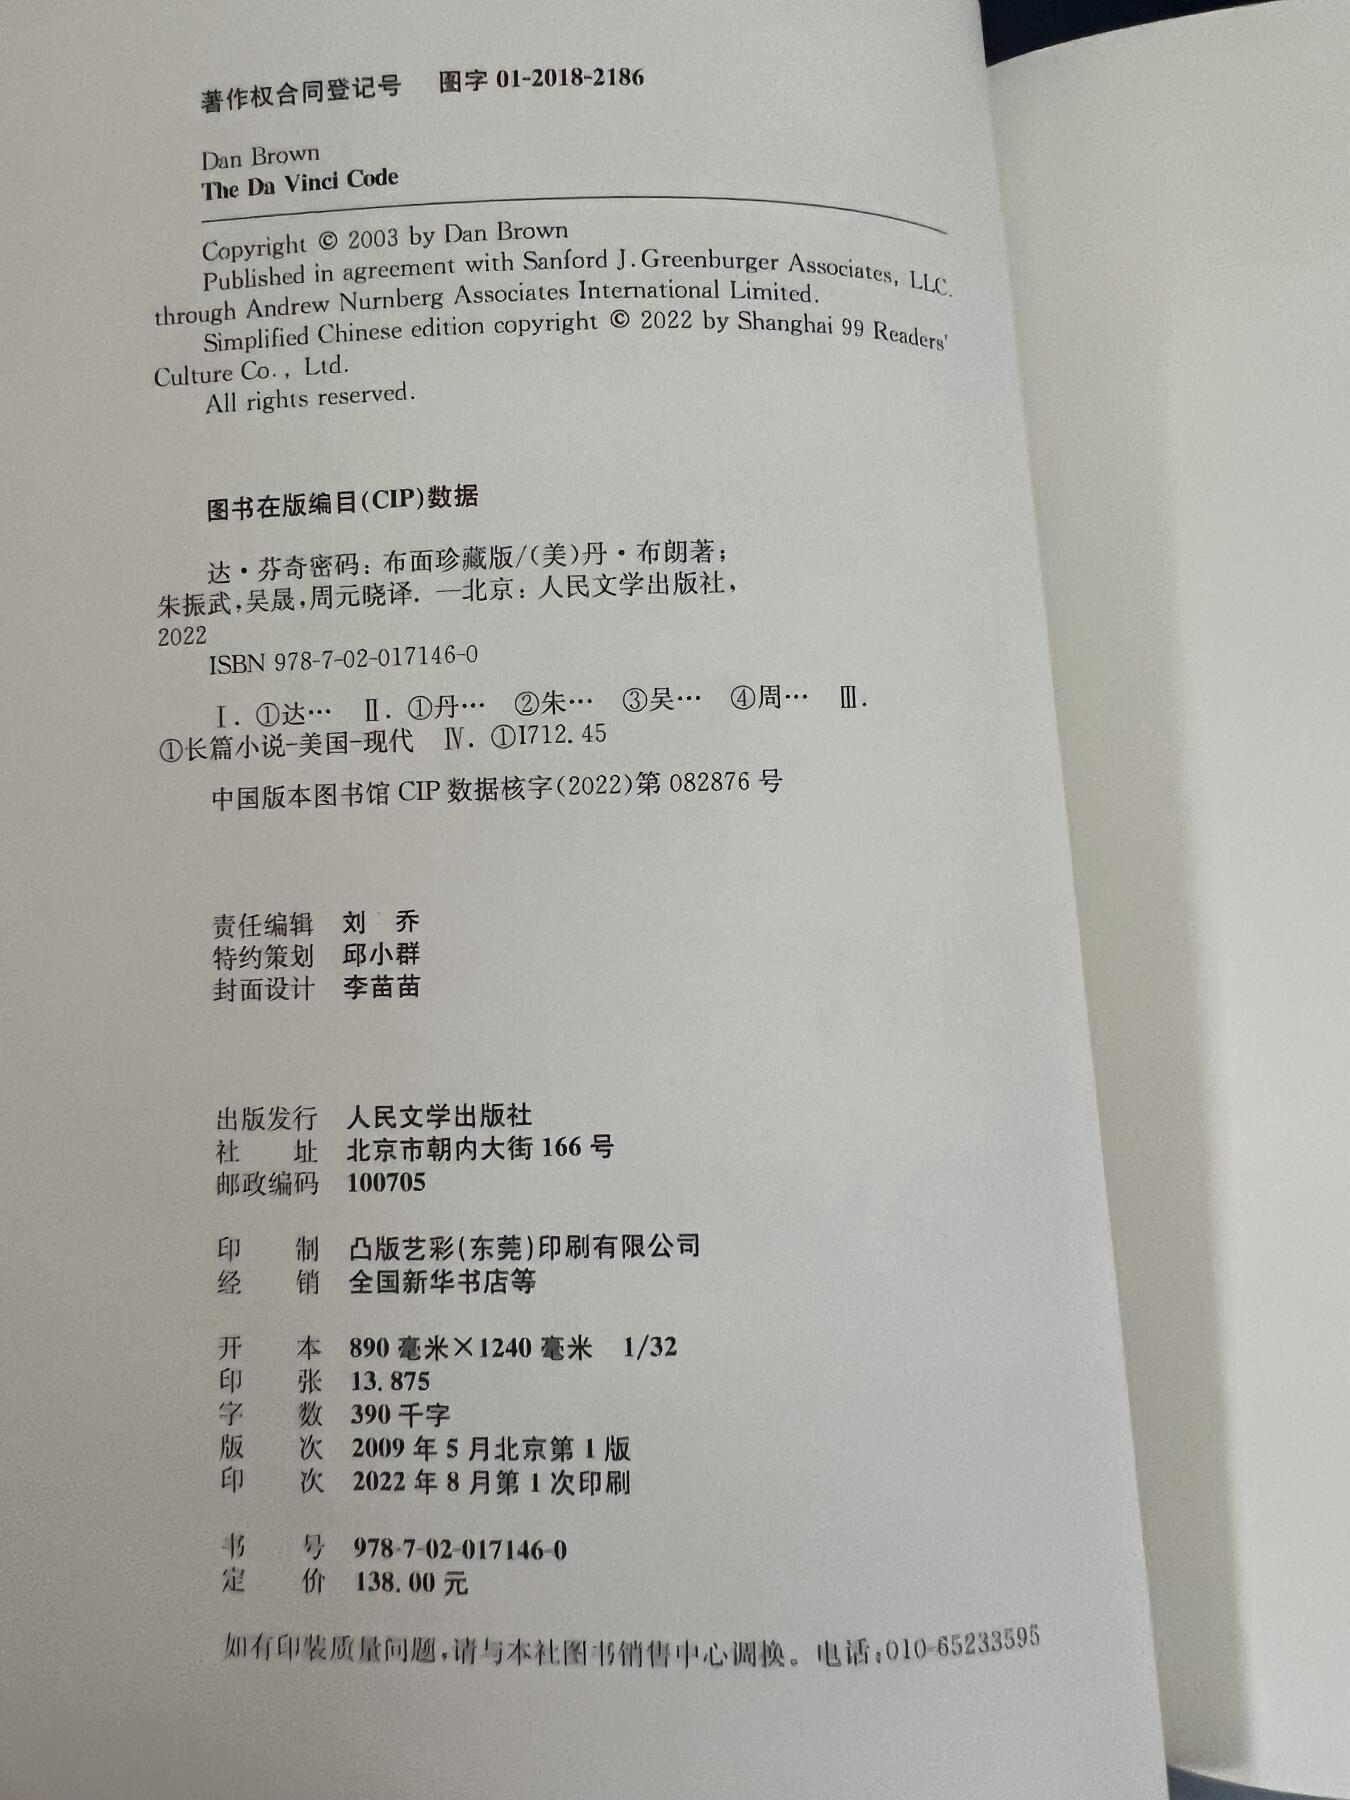 著作权合同登记号 图字 01-2018-2186
Dan Brown
The Da Vinci Code
Copyright © 2003 by Dan Brown
Published in agreement with Sanford J. Greenburger Associates, LLC.
through Andrew Nurnberg Associates International Limited.
Simplified Chinese edition copyright © 2022 by Shanghai 99 Readers'
Culture Co., Ltd.
All rights reserved.
图书在版编目(CIP)数据
达·芬奇密码：布面珍藏版/(美)丹·布朗著；
朱振武,吴晟,周元晓译. —北京：人民文学出版社,
2022
ISBN 978-7-02-017146-0
Ⅰ. ①达… Ⅱ. ①丹… ②朱… ③吴… ④周… Ⅲ.
①长篇小说-美国-现代 Ⅳ. ①I712.45
中国版本图书馆 CIP 数据核字(2022)第 082876 号
责任编辑 刘 乔
特约策划 邱小群
封面设计 李苗苗
出版发行 人民文学出版社
社 址 北京市朝内大街 166 号
邮政编码 100705
印 制 凸版艺彩(东莞)印刷有限公司
经 销 全国新华书店等
开 本 890 毫米×1240 毫米 1/32
印 张 13.875
字 数 390 千字
版 次 2009 年 5 月北京第 1 版
印 次 2022 年 8 月第 1 次印刷
书 号 978-7-02-017146-0
定 价 138.00 元
如有印装质量问题,请与本社图书销售中心调换。电话:010-65233595